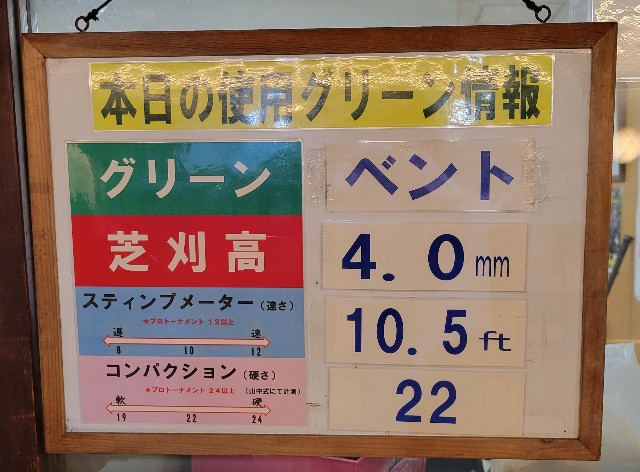 本日の使用グリーン情報
グリーン ベント
芝刈高 4.0mm
スティンプメーター(速さ) 10.5ft
★プロトーナメント12以上
遅 速
8 10 12
コンパクション(硬さ) 22
★プロトーナメント24以上 (山中式にて計測)
軟 硬
19 22 24